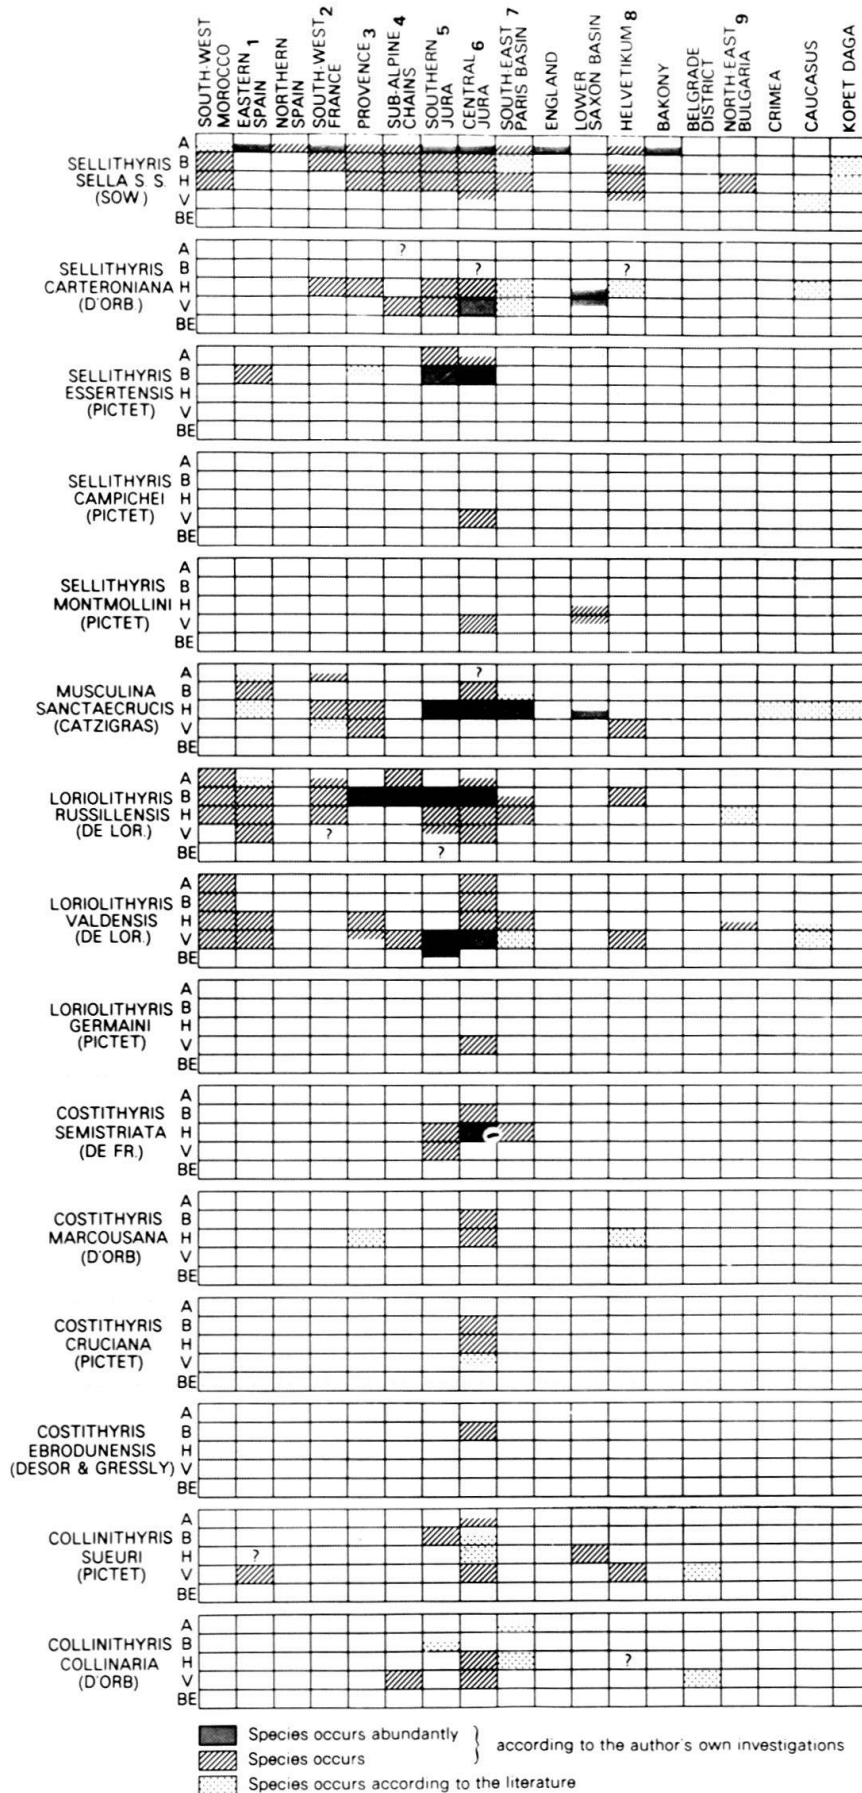 SOUTH-WEST MOROCCO
EASTERN SPAIN 1
NORTHERN SPAIN
SOUTH-WEST FRANCE 2
PROVENCE 3
SUB-ALPINE CHAINS 4
SOUTHERN JURA 5
CENTRAL JURA 6
SOUTH-EAST PARIS BASIN 7
ENGLAND
LOWER SAXON BASIN
HELVETIKUM 8
BAKONY
BELGRADE DISTRICT
NORTH-EAST BULGARIA 9
CRIMEA
CAUCASUS
KOPET DAGA
A
SELLITHYRIS B
SELLA S. S. H
(SOW.) V
BE
A ?
SELLITHYRIS B ? ?
CARTERONIANA H
(D'ORB.) V
BE
A
SELLITHYRIS B
ESSERTENSIS H
(PICTET) V
BE
A
SELLITHYRIS B
CAMPICHEI H
(PICTET) V
BE
A
SELLITHYRIS B
MONTMOLLINI H
(PICTET) V
BE
A ?
MUSCULINA B
SANCTAECRUCIS H
(CATZIGRAS) V
BE
A
LORIOLITHYRIS B
RUSSILLENSIS H
(DE LOR.) V ?
BE ?
A
LORIOLITHYRIS B
VALDENSIS H
(DE LOR.) V
BE
A
LORIOLITHYRIS B
GERMAINI H
(PICTET) V
BE
A
COSTITHYRIS B
SEMISTRIATA H
(DE FR.) V
BE
A
COSTITHYRIS B
MARCOUSANA H
(D'ORB) V
BE
A
COSTITHYRIS B
CRUCIANA H
(PICTET) V
BE
A
COSTITHYRIS B
EBRODUNENSIS H
(DESOR & GRESSLY) V
BE
A
COLLINITHYRIS B
SUEURI H ?
(PICTET) V
BE
A
COLLINITHYRIS B
COLLINARIA H ?
(D'ORB) V
BE
Species occurs abundantly
Species occurs } according to the author's own investigations
Species occurs according to the literature